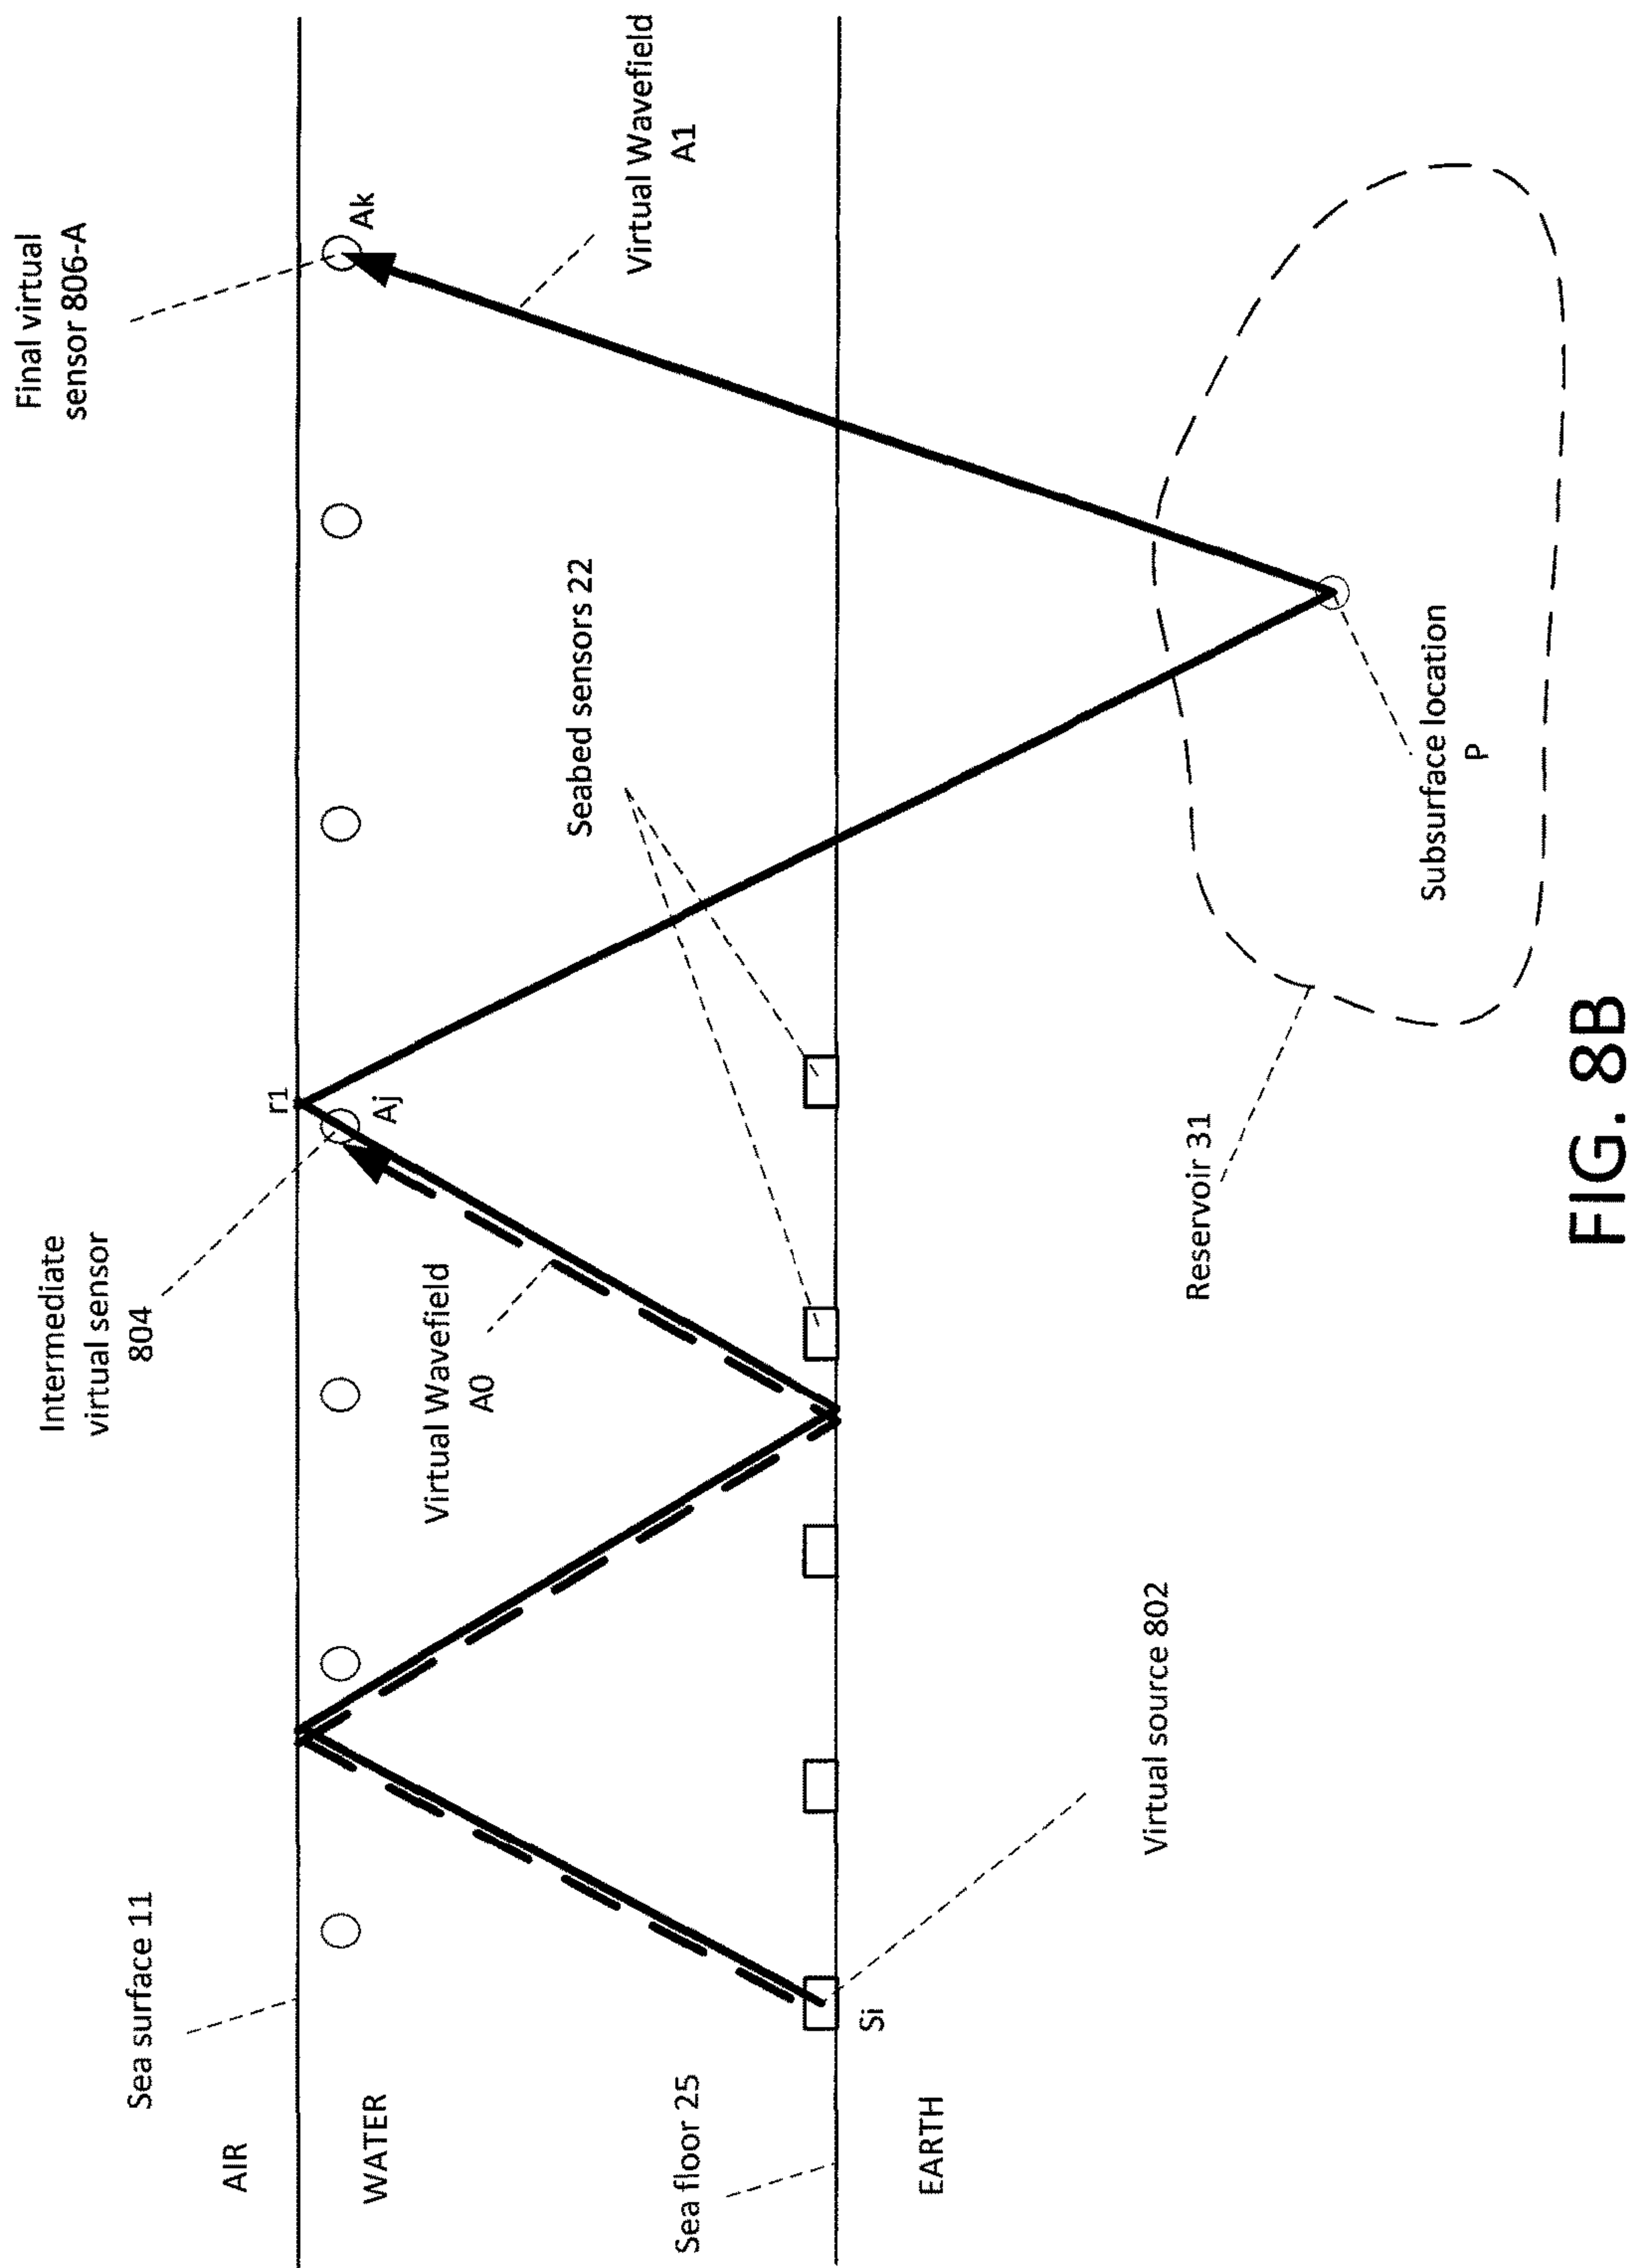 Final virtual
sensor 806-A
Ak
Virtual Wavefield
A1
Intermediate
virtual sensor
804
r1
Aj
Seabed sensors 22
Virtual Wavefield
A0
Sea surface 11
AIR
WATER
Sea floor 25
EARTH
Si
Virtual source 802
Reservoir 31
Subsurface location
P
FIG. 8B